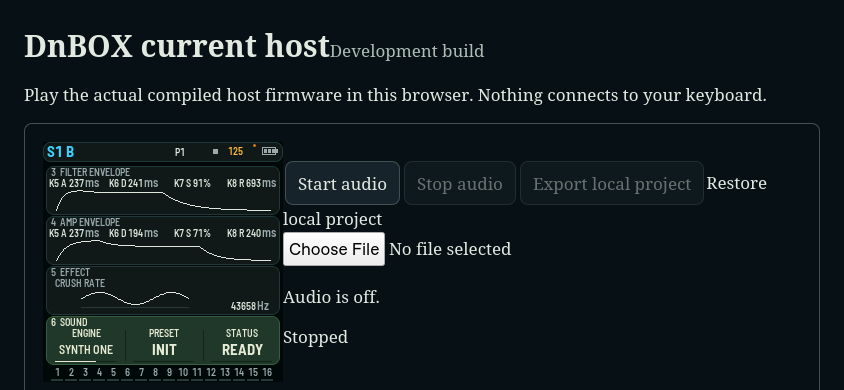 DnBOX current host Development build
Play the actual compiled host firmware in this browser. Nothing connects to your keyboard.
S1 B P1 125
3 FILTER ENVELOPE
K5 A 237ms K6 D 241ms K7 S 91% K8 R 693ms
4 AMP ENVELOPE
K5 A 237ms K6 D 194ms K7 S 71% K8 R 240ms
5 EFFECT
CRUSH RATE
43658Hz
6 SOUND
ENGINE PRESET STATUS
SYNTH ONE INIT READY
1 2 3 4 5 6 7 8 9 10 11 12 13 14 15 16
Start audio Stop audio Export local project Restore
local project
Choose File No file selected
Audio is off.
Stopped